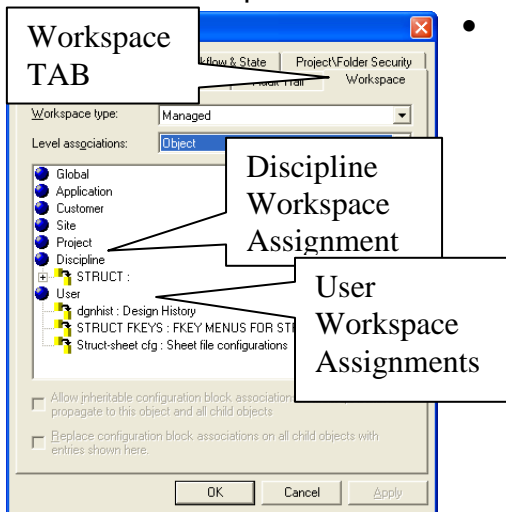 Workspace
TAB
flow & State Project\Folder Security
Trail Workspace
Workspace type: Managed
Level associations: Object
Global
Application
Customer
Site
Project
Discipline
STRUCT :
User
dgnhist : Design History
STRUCT FKEYS : FKEY MENUS FOR ST
Struct-sheet cfg : Sheet file configurations
Discipline
Workspace
Assignment
User
Workspace
Assignments
Allow inheritable configuration block associations
propagate to this object and all child objects
Replace configuration block associations on all child objects with
entries shown here.
OK Cancel Apply